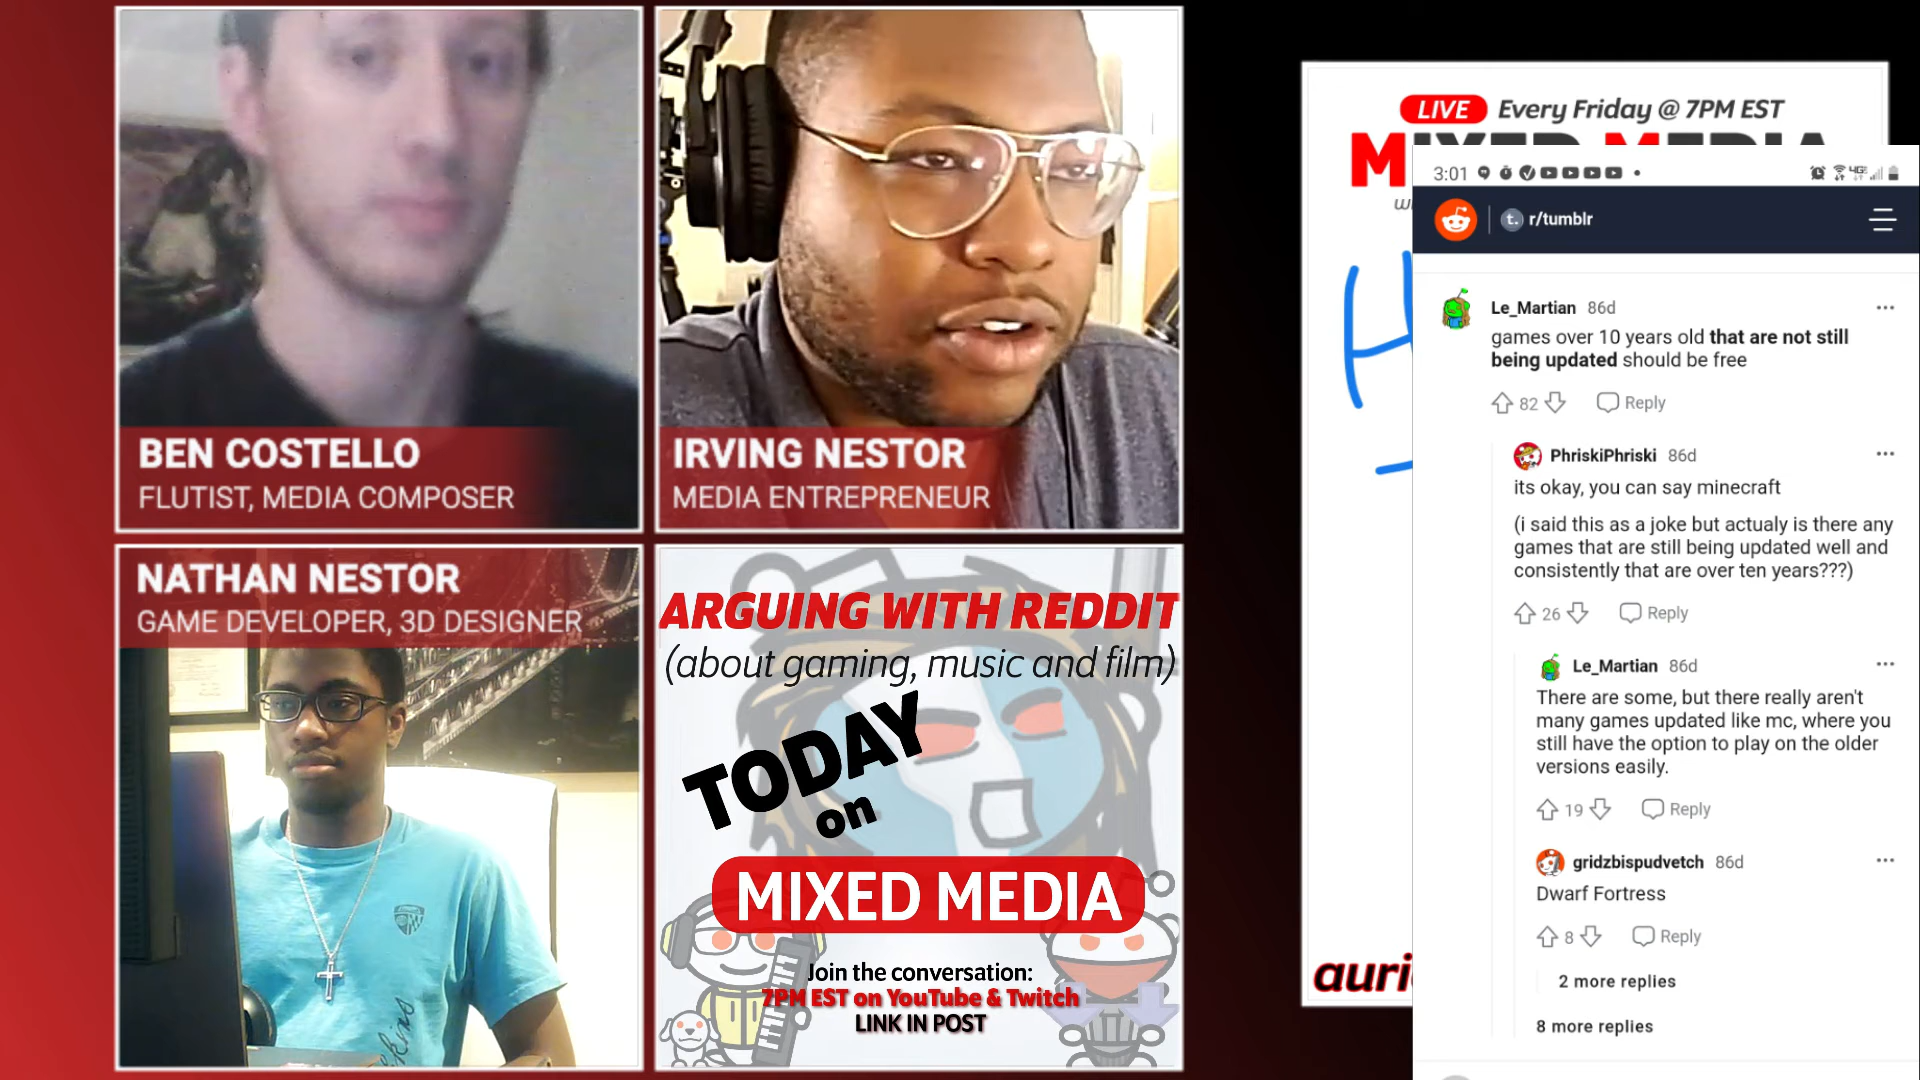 BEN COSTELLO
FLUTIST, MEDIA COMPOSER
IRVING NESTOR
MEDIA ENTREPRENEUR
NATHAN NESTOR
GAME DEVELOPER, 3D DESIGNER
ARGUING WITH REDDIT
(about gaming, music and film)
TODAY
on
MIXED MEDIA
Join the conversation:
7PM EST on YouTube & Twitch
LINK IN POST
LIVE Every Friday @ 7PM EST
MIXED MEDIA
auri
3:01
r/tumblr
Le_Martian 86d
games over 10 years old that are not still
being updated should be free
82 Reply
PhriskiPhriski 86d
its okay, you can say minecraft
(i said this as a joke but actualy is there any
games that are still being updated well and
consistently that are over ten years???)
26 Reply
Le_Martian 86d
There are some, but there really aren't
many games updated like mc, where you
still have the option to play on the older
versions easily.
19 Reply
gridzbispudvetch 86d
Dwarf Fortress
8 Reply
2 more replies
8 more replies